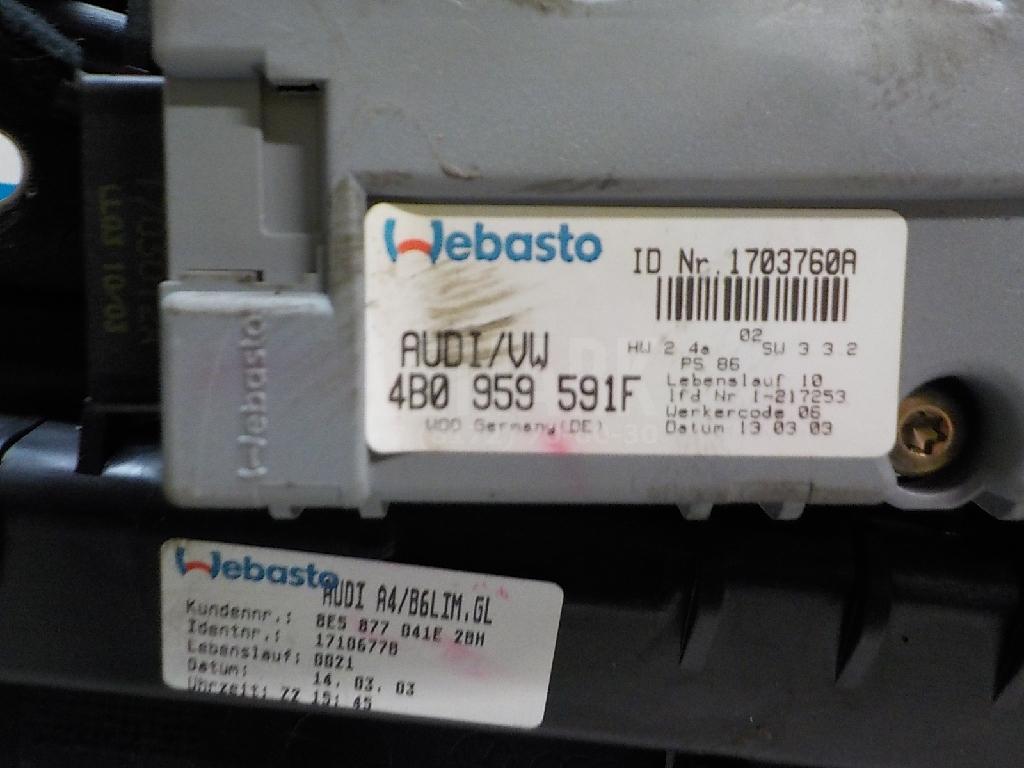 Webasto
ID Nr.1703760A
AUDI/VW
4B0 959 591F
WOO Germany(DE)
02
HW 2 4a SW 3 3 2
PS 86
Lebenslauf 10
lfd Nr 1-217253
Werkercode 06
Datum 13 03 03
Webasto
Webasto
AUDI A4/B6LIM.GL
Kundennr.: 8E5 877 041E 2BH
Identnr.: 1710677B
Lebenslauf: 0021
Datum: 14. 03. 03
Uhrzeit: 22 15: 45